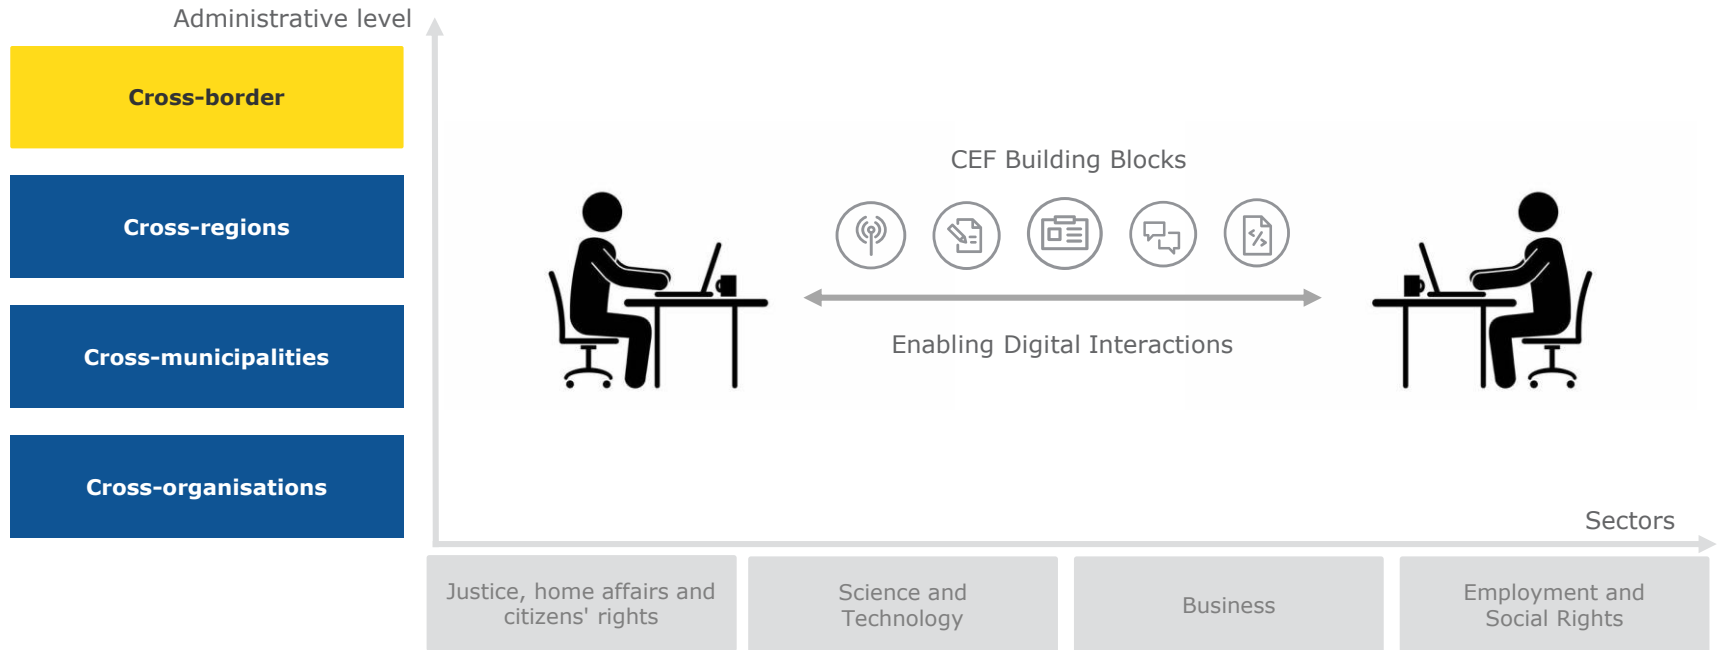 Administrative level
Cross-border
Cross-regions
Cross-municipalities
Cross-organisations
CEF Building Blocks
Enabling Digital Interactions
Sectors
Justice, home affairs and
citizens' rights
Science and
Technology
Business
Employment and
Social Rights